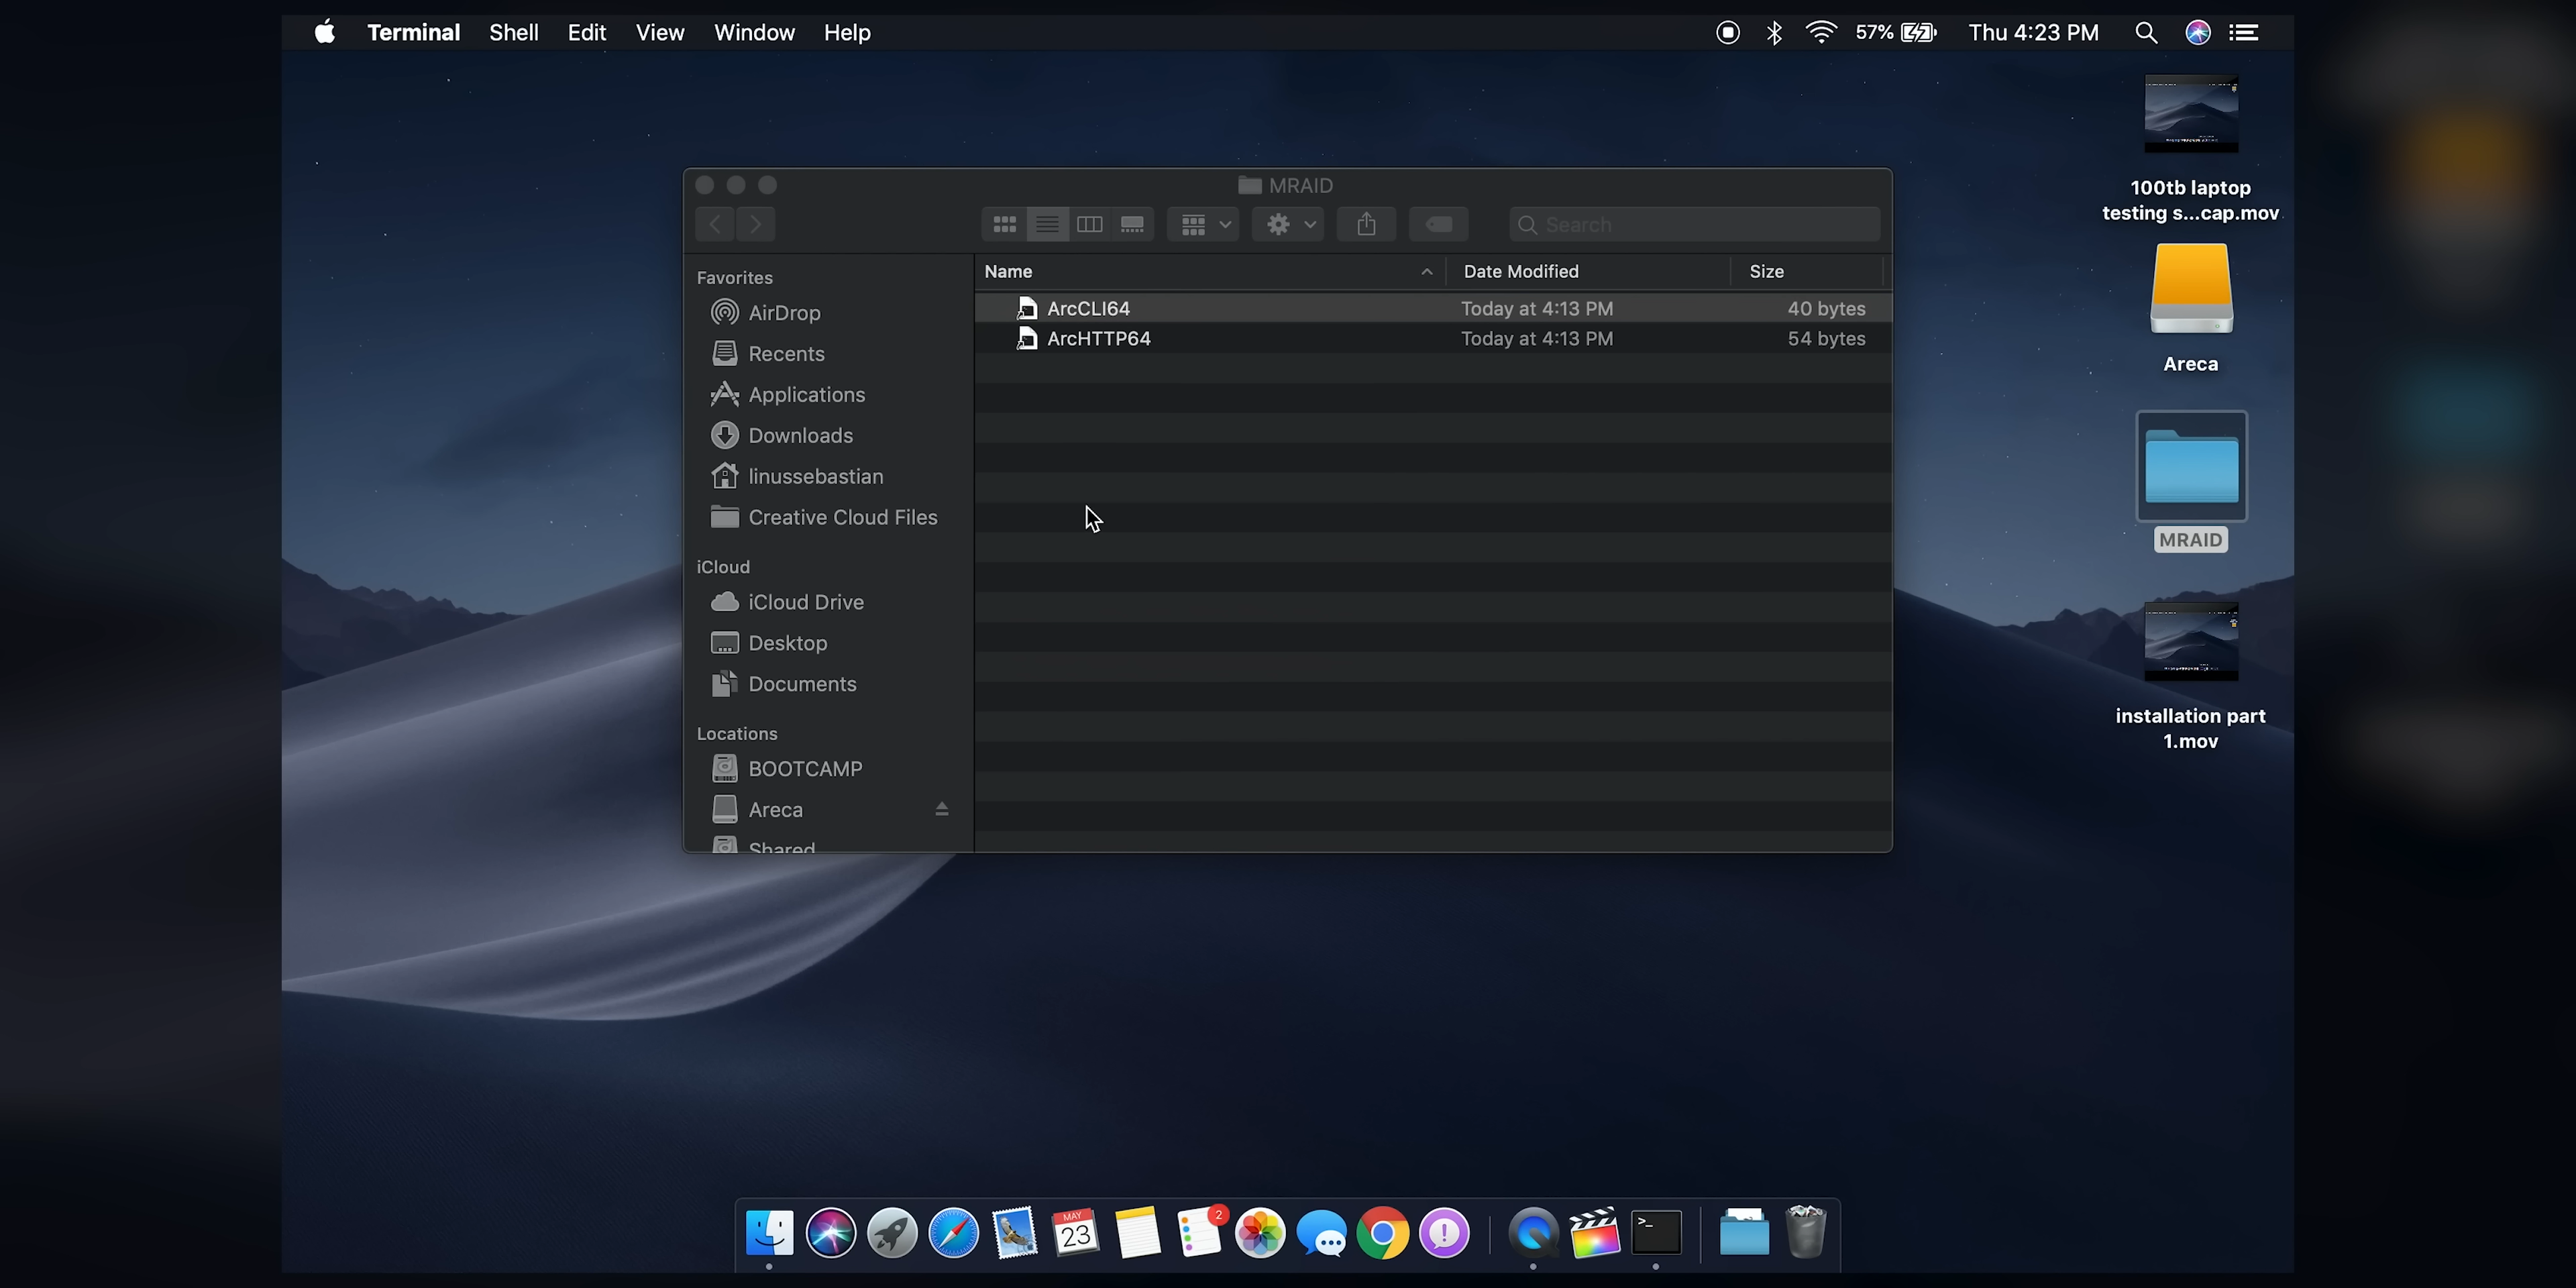 Terminal Shell Edit View Window Help 57% Thu 4:23 PM
MRAID
Search
Favorites
AirDrop
Recents
Applications
Downloads
linussebastian
Creative Cloud Files
iCloud
iCloud Drive
Desktop
Documents
Locations
BOOTCAMP
Areca
Shared
Name Date Modified Size
ArcCLI64 Today at 4:13 PM 40 bytes
ArcHTTP64 Today at 4:13 PM 54 bytes
100tb laptop
testing s...cap.mov
Areca
MRAID
installation part
1.mov
MAY
23
2
>_